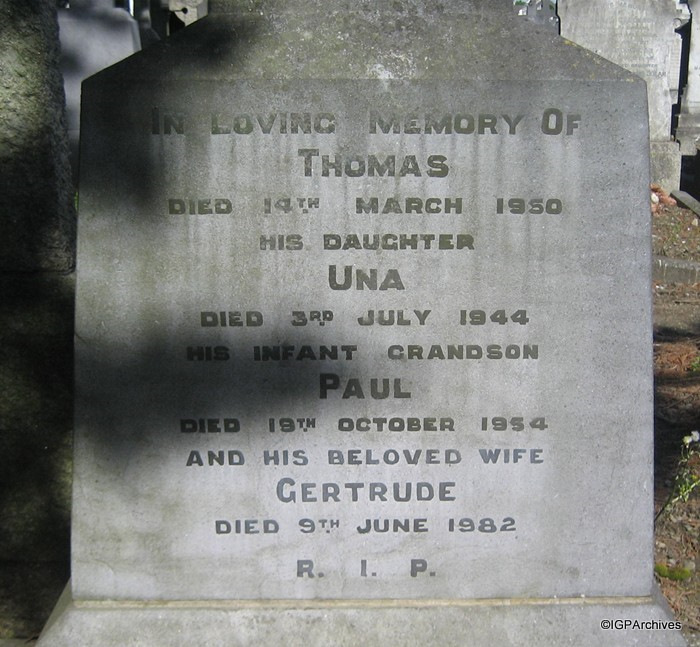 In Loving Memory Of
Thomas
DIED 14TH MARCH 1950
HIS DAUGHTER
Una
DIED 3RD JULY 1944
HIS INFANT GRANDSON
Paul
DIED 19TH OCTOBER 1954
AND HIS BELOVED WIFE
Gertrude
DIED 9TH JUNE 1982
R. I. P.
©IGPArchives